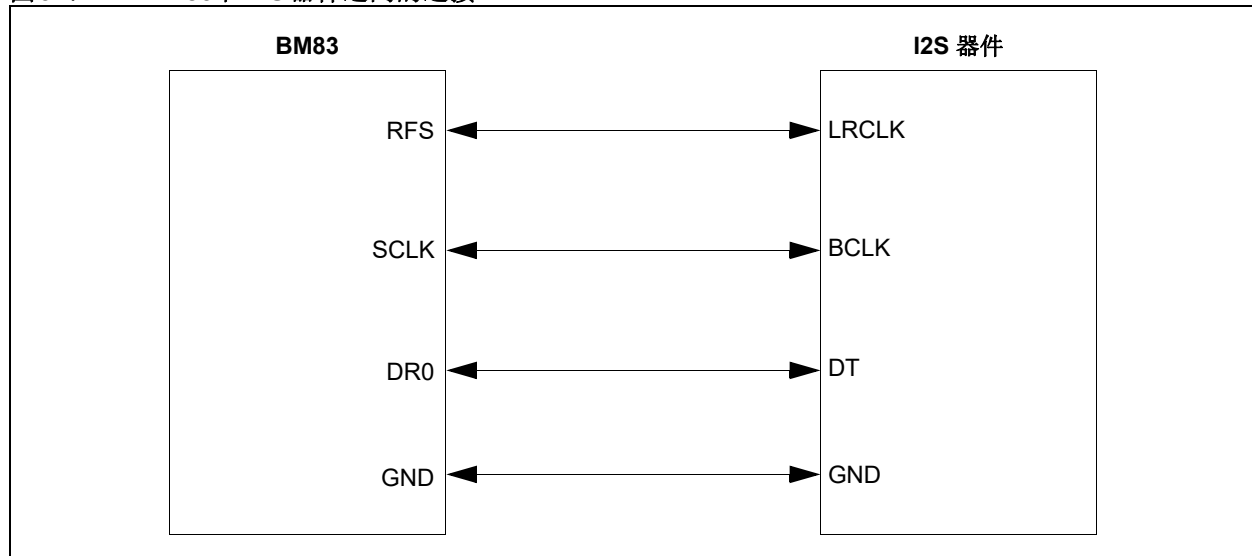 BM83
I2S 器件
RFS
LRCLK
SCLK
BCLK
DR0
DT
GND
GND